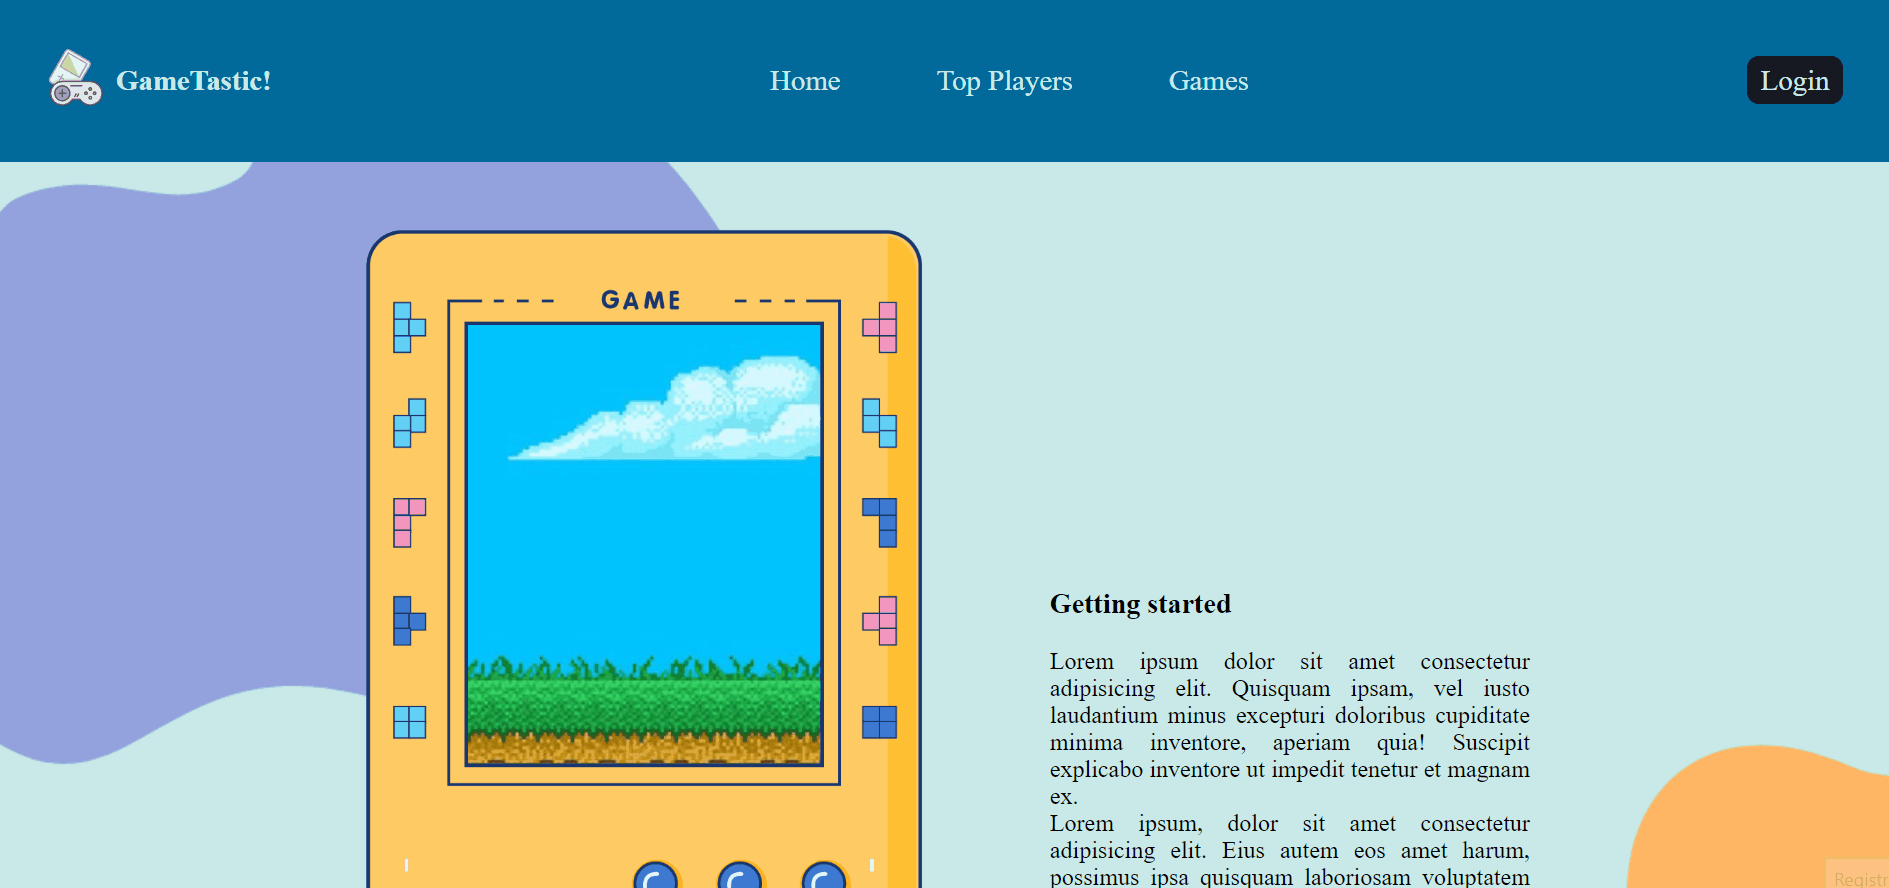 GameTastic!
Home
Top Players
Games
Login
GAME
Getting started
Lorem ipsum dolor sit amet consectetur
adipisicing elit. Quisquam ipsam, vel iusto
laudantium minus excepturi doloribus cupiditate
minima inventore, aperiam quia! Suscipit
explicabo inventore ut impedit tenetur et magnam
ex.
Lorem ipsum, dolor sit amet consectetur
adipisicing elit. Eius autem eos amet harum,
possimus ipsa quisquam laboriosam voluptatem
Registr